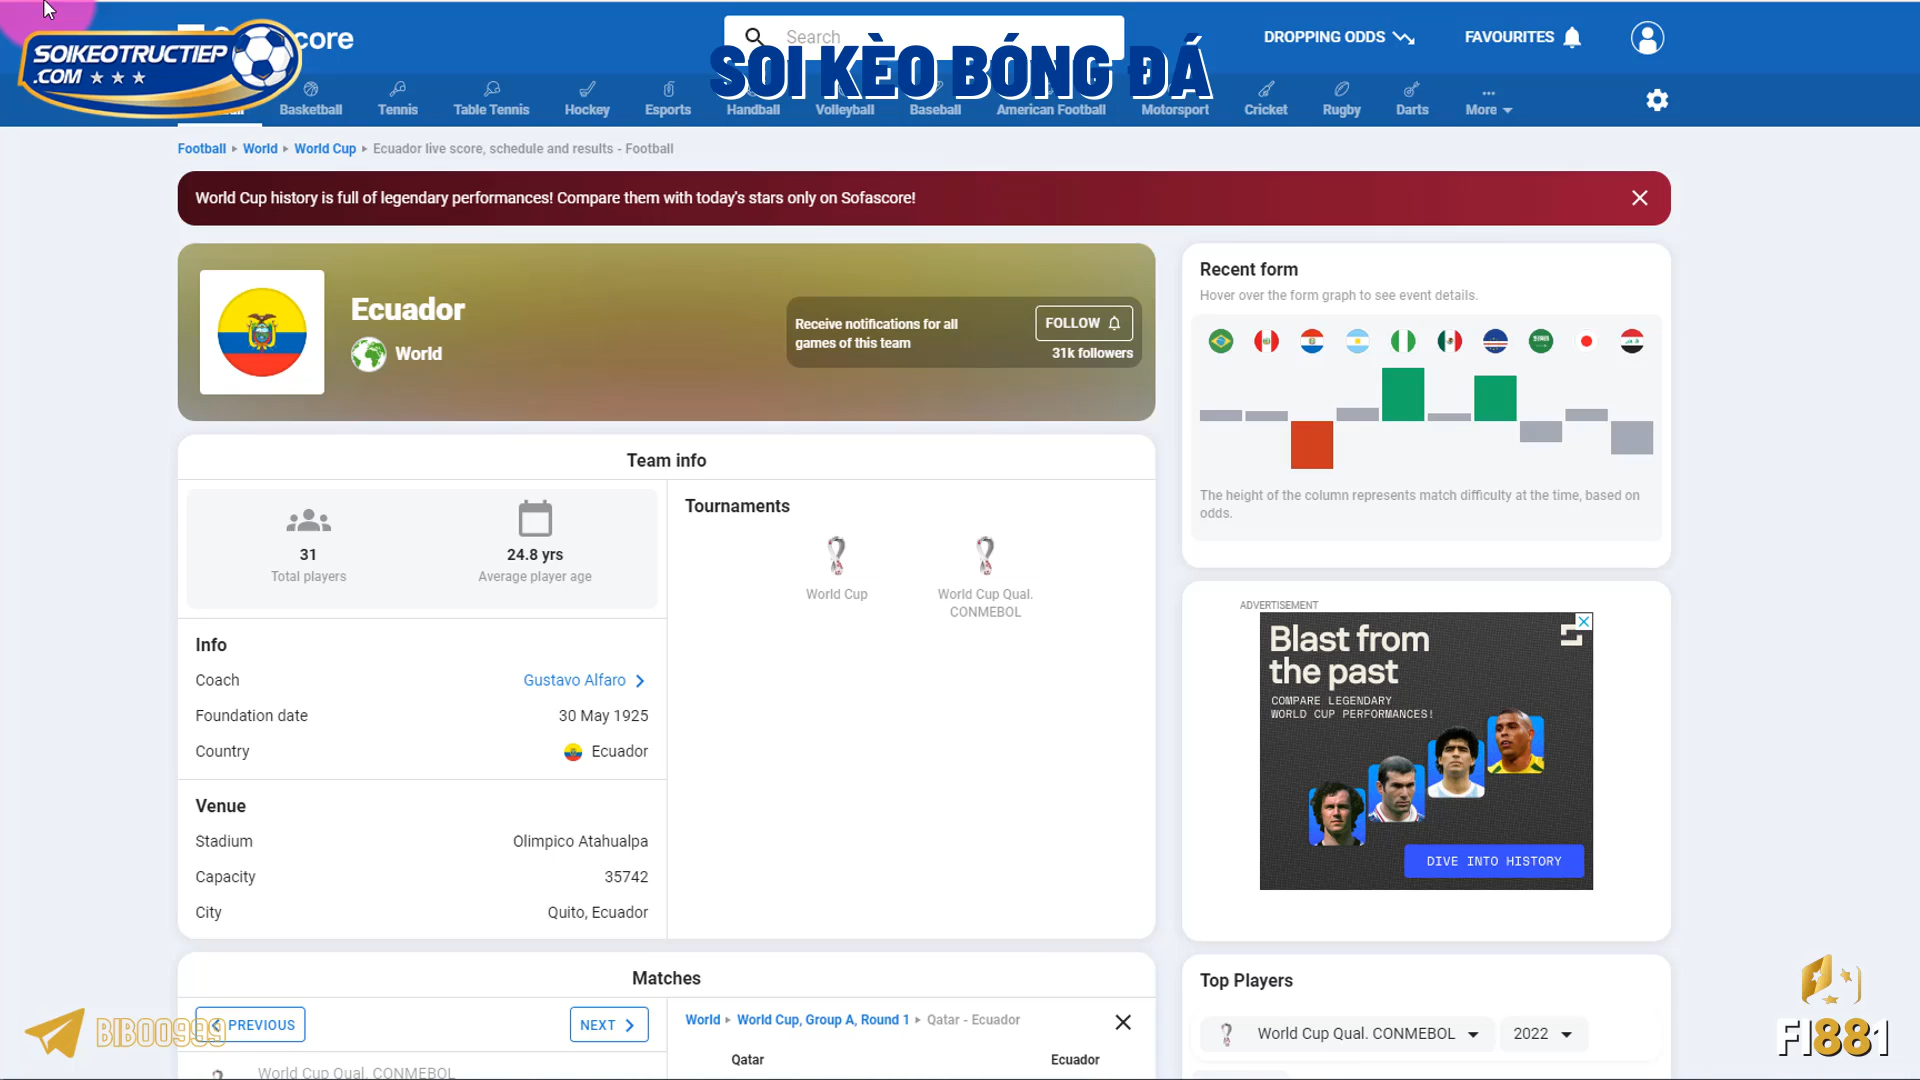 SOIKEOTRUCTIEP
.COM
core
Search
SOI KÈO BÓNG ĐÁ
DROPPING ODDS
FAVOURITES
Basketball
Tennis
Table Tennis
Hockey
Esports
Handball
Volleyball
Baseball
American Football
Motorsport
Cricket
Rugby
Darts
More
Football World World Cup Ecuador live score, schedule and results - Football
World Cup history is full of legendary performances! Compare them with today's stars only on Sofascore!
Ecuador
World
Receive notifications for all
games of this team
FOLLOW
31k followers
Recent form
Hover over the form graph to see event details.
The height of the column represents match difficulty at the time, based on
odds.
Team info
31
Total players
24.8 yrs
Average player age
Tournaments
World Cup
World Cup Qual.
CONMEBOL
Info
Coach Gustavo Alfaro
Foundation date 30 May 1925
Country Ecuador
Venue
Stadium Olimpico Atahualpa
Capacity 35742
City Quito, Ecuador
ADVERTISEMENT
Blast from
the past
COMPARE LEGENDARY
WORLD CUP PERFORMANCES!
DIVE INTO HISTORY
Matches
PREVIOUS
NEXT
World World Cup, Group A, Round 1 Qatar - Ecuador
Qatar Ecuador
World Cup Qual. CONMEBOL
Top Players
World Cup Qual. CONMEBOL
2022
BIBOO999
FI881